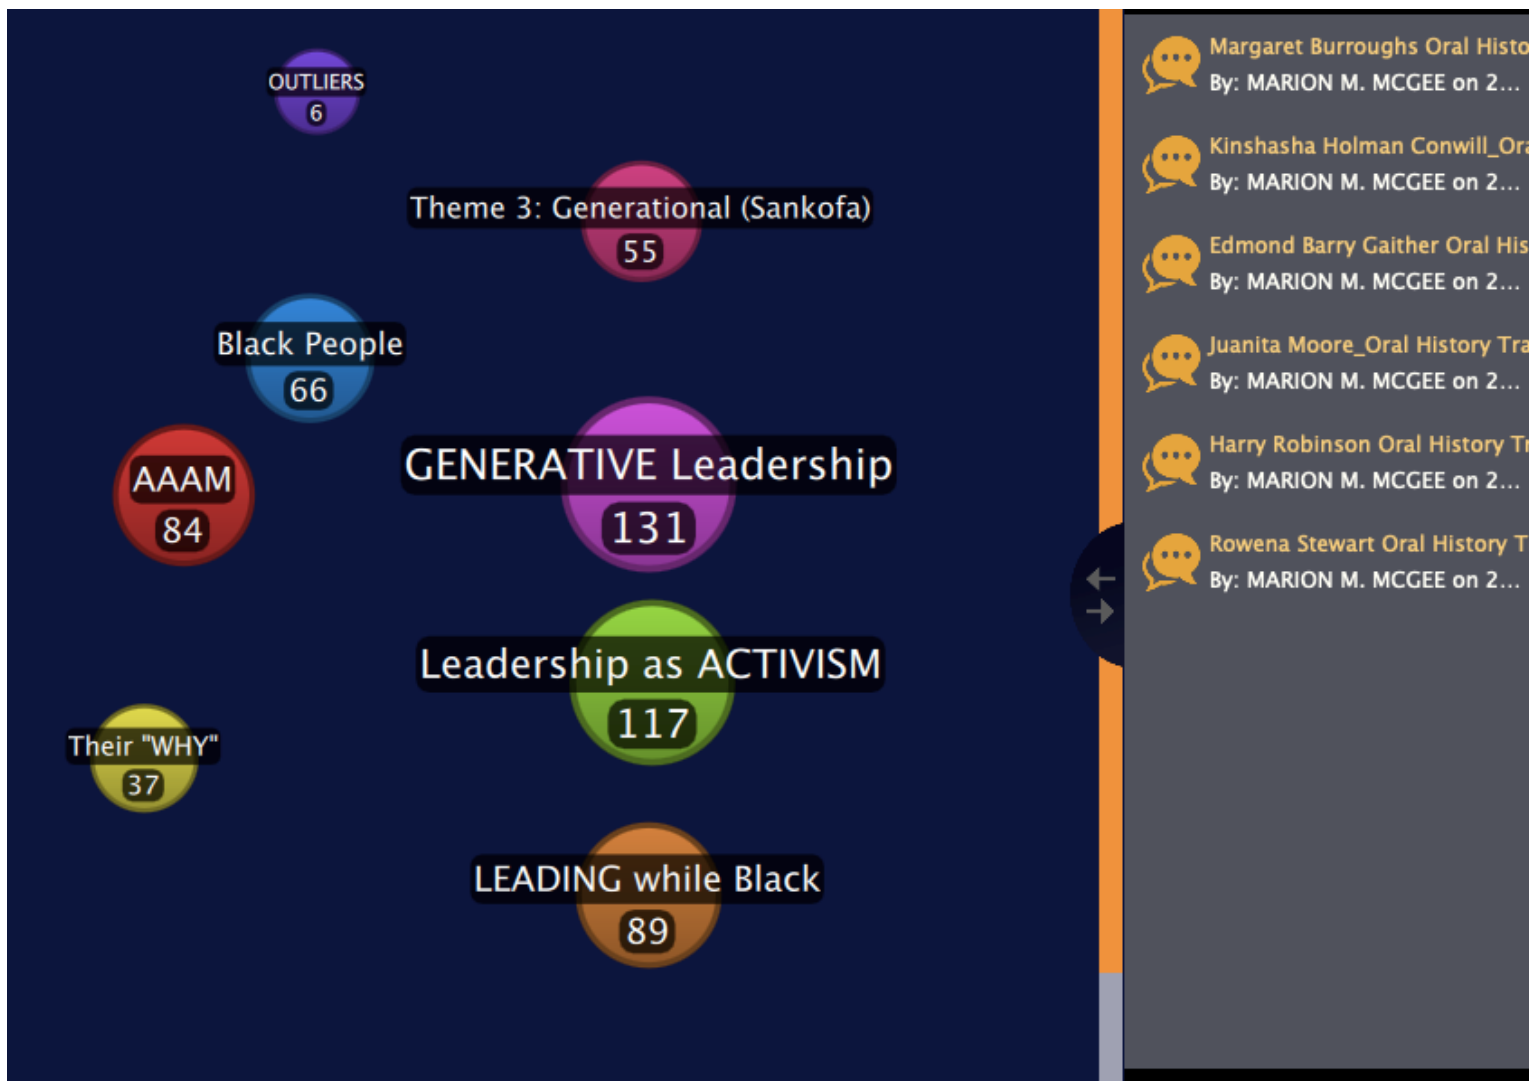 OUTLIERS
6
Theme 3: Generational (Sankofa)
55
Black People
66
AAAM
84
GENERATIVE Leadership
131
Leadership as ACTIVISM
117
Their "WHY"
37
LEADING while Black
89
Margaret Burroughs Oral Histo
By: MARION M. MCGEE on 2...
Kinshasha Holman Conwill_Ora
By: MARION M. MCGEE on 2...
Edmond Barry Gaither Oral His
By: MARION M. MCGEE on 2...
Juanita Moore_Oral History Tra
By: MARION M. MCGEE on 2...
Harry Robinson Oral History Tr
By: MARION M. MCGEE on 2...
Rowena Stewart Oral History T
By: MARION M. MCGEE on 2...